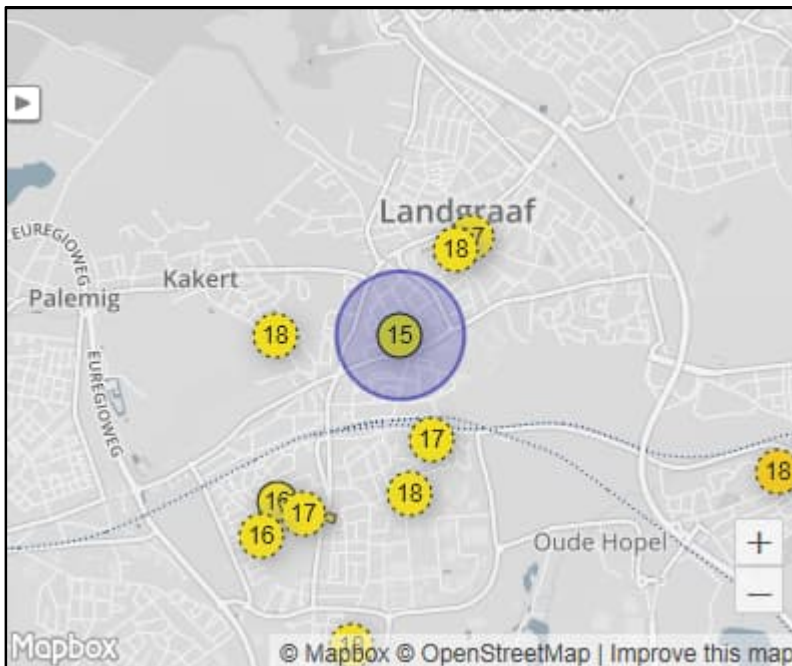 EUREGIOWEG
Landgraaf
17
18
Kakert
Palemig
18
15
EUREGIOWEG
17
18
18
16
17
16
Oude Hopel
+
−
Mapbox
© Mapbox © OpenStreetMap | Improve this map